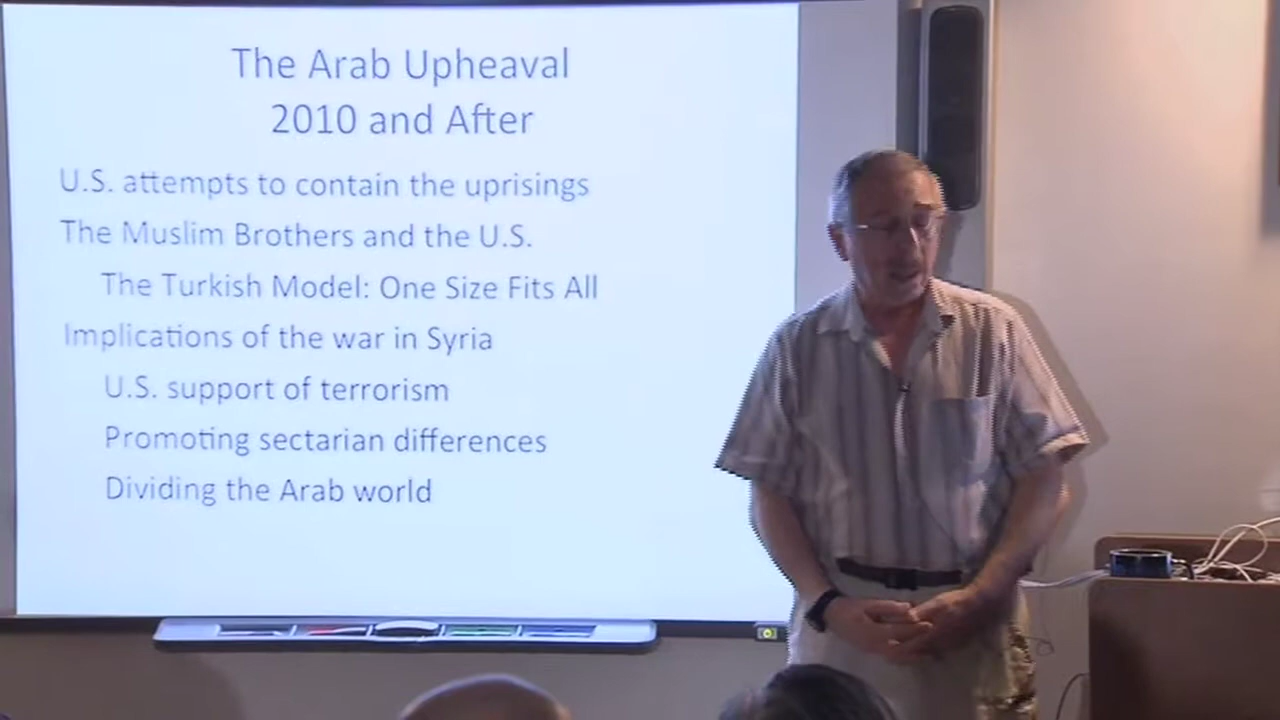 The Arab Upheaval
2010 and After
U.S. attempts to contain the uprisings
The Muslim Brothers and the U.S.
The Turkish Model: One Size Fits All
Implications of the war in Syria
U.S. support of terrorism
Promoting sectarian differences
Dividing the Arab world